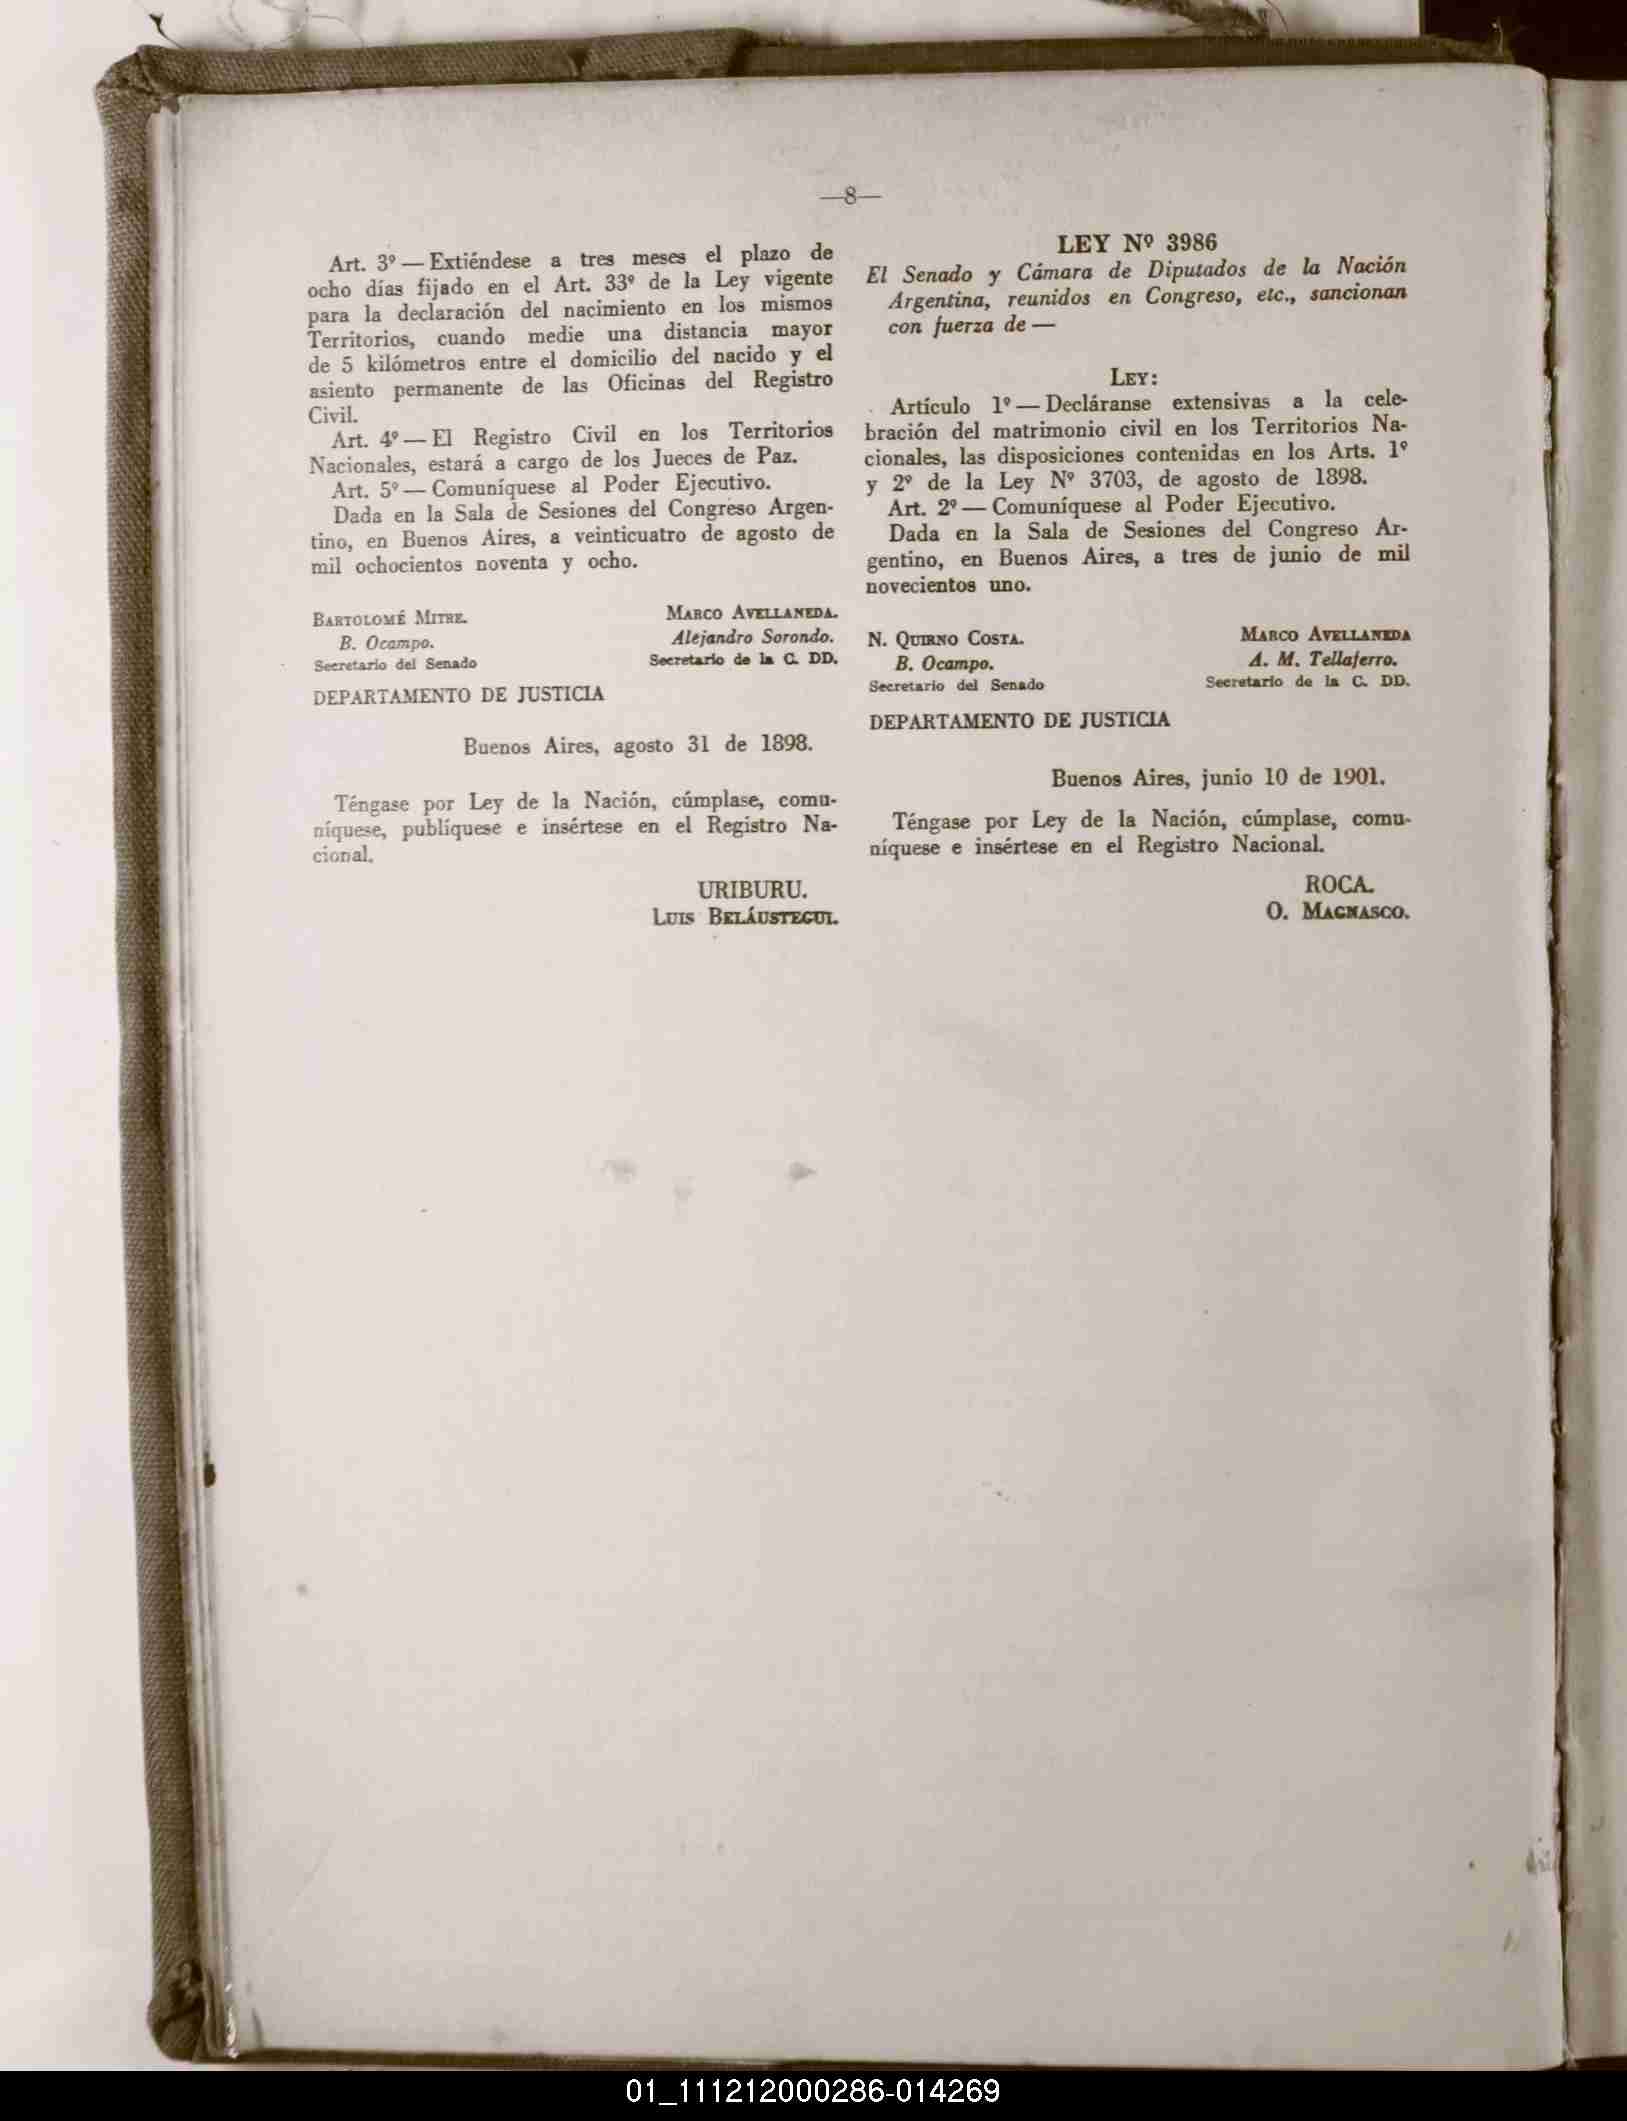 —8—
Art. 3º — Extiéndese a tres meses el plazo de
ocho días fijado en el Art. 33º de la Ley vigente
para la declaración del nacimiento en los mismos
Territorios, cuando medie una distancia mayor
de 5 kilómetros entre el domicilio del nacido y el
asiento permanente de las Oficinas del Registro
Civil.
Art. 4º — El Registro Civil en los Territorios
Nacionales, estará a cargo de los Jueces de Paz.
Art. 5º — Comuníquese al Poder Ejecutivo.
Dada en la Sala de Sesiones del Congreso Argen-
tino, en Buenos Aires, a veinticuatro de agosto de
mil ochocientos noventa y ocho.
BARTOLOMÉ MITRE. MARCO AVELLANEDA.
B. Ocampo. Alejandro Sorondo.
Secretario del Senado Secretario de la C. DD.
DEPARTAMENTO DE JUSTICIA
Buenos Aires, agosto 31 de 1898.
Téngase por Ley de la Nación, cúmplase, comu-
níquese, publíquese e insértese en el Registro Na-
cional.
URIBURU.
LUIS BELÁUSTEGUI.
LEY Nº 3986
El Senado y Cámara de Diputados de la Nación
Argentina, reunidos en Congreso, etc., sancionan
con fuerza de —
LEY:
Artículo 1º — Decláranse extensivas a la cele-
bración del matrimonio civil en los Territorios Na-
cionales, las disposiciones contenidas en los Arts. 1º
y 2º de la Ley Nº 3703, de agosto de 1898.
Art. 2º — Comuníquese al Poder Ejecutivo.
Dada en la Sala de Sesiones del Congreso Ar-
gentino, en Buenos Aires, a tres de junio de mil
novecientos uno.
N. QUIRNO COSTA. MARCO AVELLANEDA
B. Ocampo. A. M. Tellaferro.
Secretario del Senado Secretario de la C. DD.
DEPARTAMENTO DE JUSTICIA
Buenos Aires, junio 10 de 1901.
Téngase por Ley de la Nación, cúmplase, comu-
níquese e insértese en el Registro Nacional.
ROCA.
O. MAGNASCO.
01_111212000286-014269